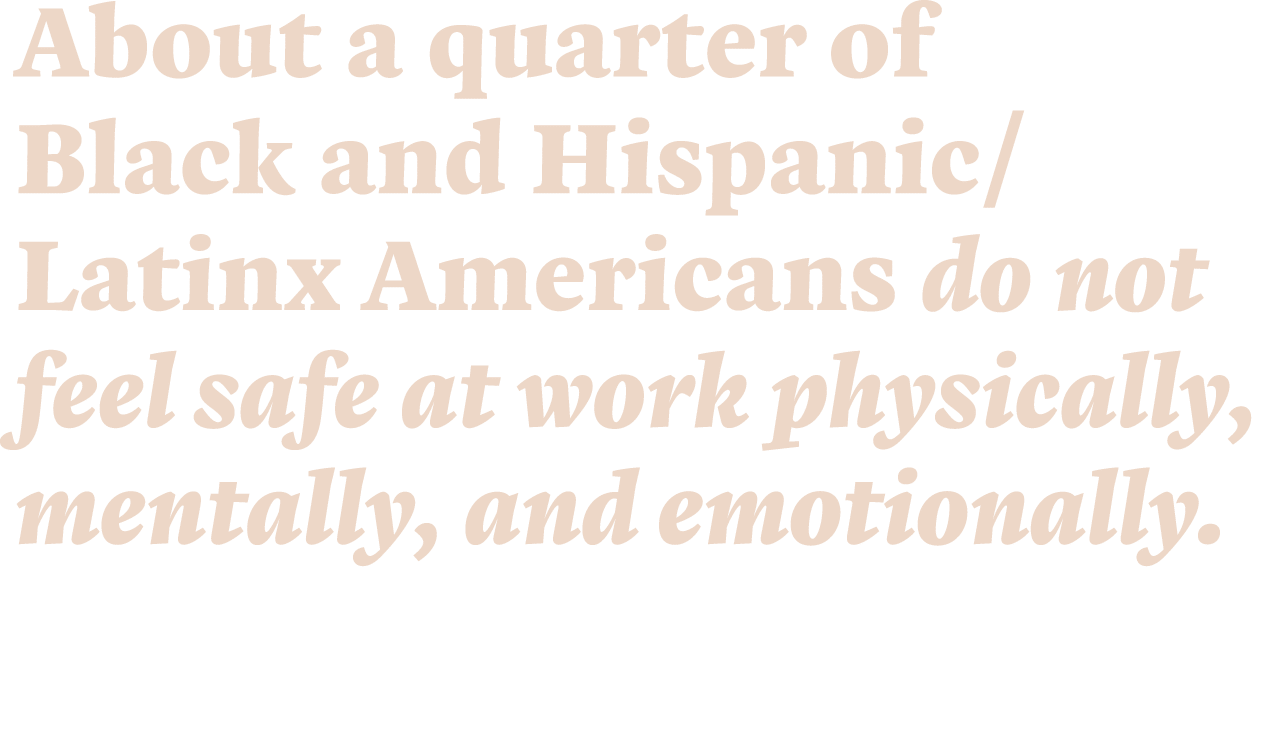 About a quarter of
Black and Hispanic/
Latinx Americans do not
feel safe at work physically,
mentally, and emotionally.